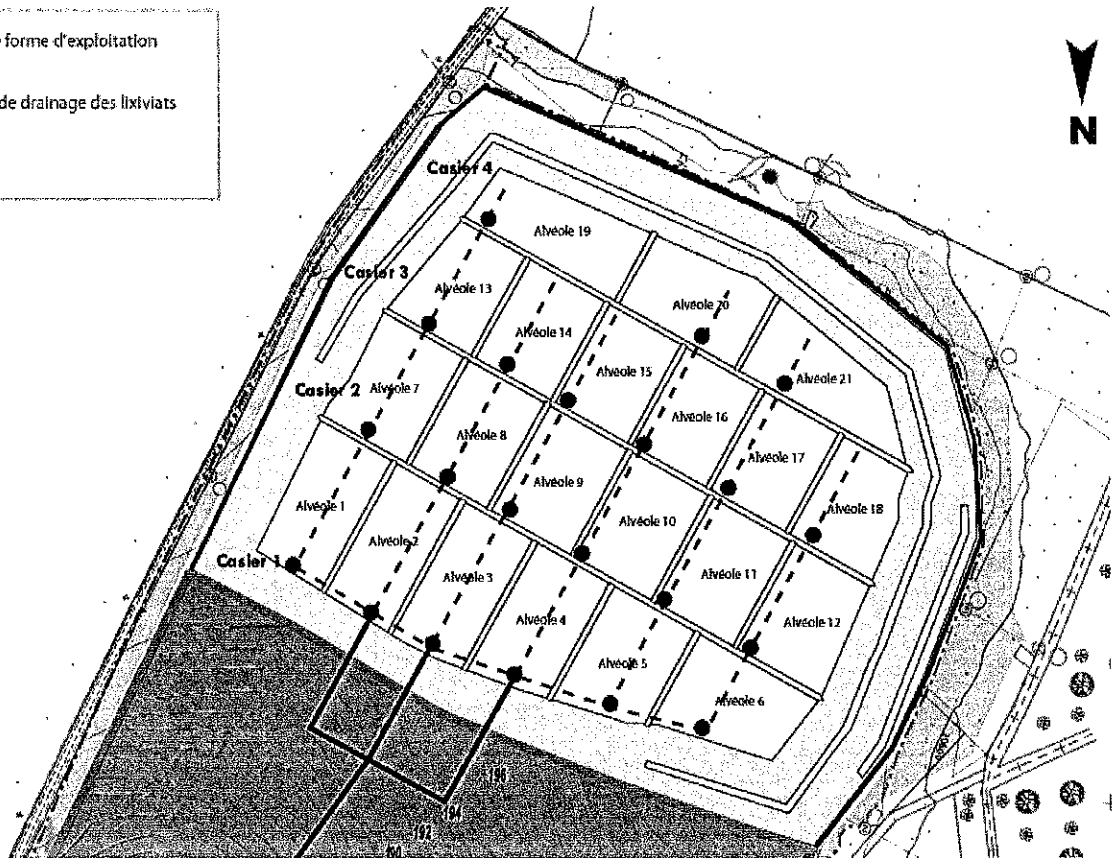 forme d'exploitation
de drainage des lixiviats
N
Casier 4
Alvéole 19
Casier 3
Alvéole 13
Alvéole 20
Alvéole 14
Alvéole 15
Alvéole 21
Casier 2
Alvéole 7
Alvéole 16
Alvéole 8
Alvéole 17
Alvéole 9
Alvéole 18
Alvéole 1
Alvéole 10
Alvéole 2
Casier 1
Alvéole 3
Alvéole 11
Alvéole 4
Alvéole 12
Alvéole 5
Alvéole 6
196
194
192
190